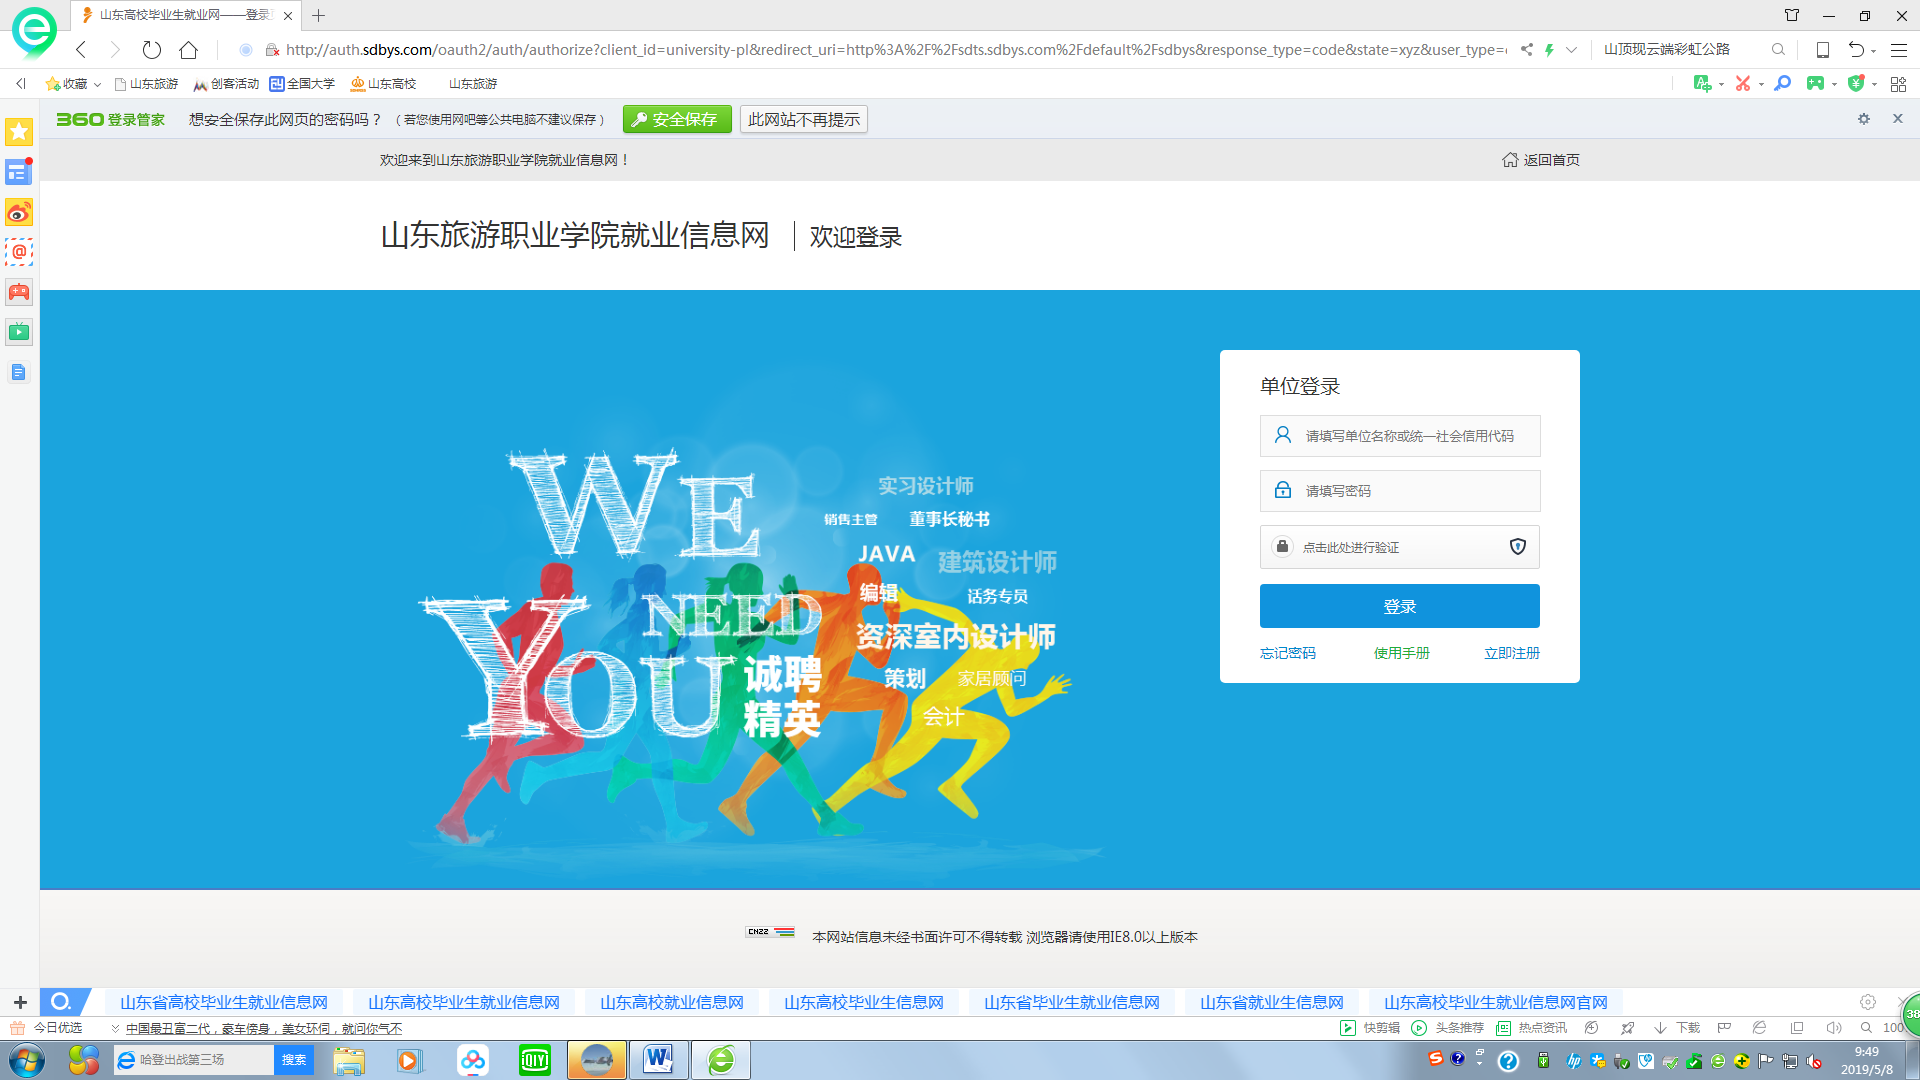 山东高校毕业生就业网——登录
http://auth.sdbys.com/oauth2/auth/authorize?client_id=university-pl&redirect_uri=http%3A%2F%2Fsdts.sdbys.com%2Fdefault%2Fsdbys&response_type=code&state=xyz&user_type=
山顶现云端彩虹公路
收藏 山东旅游 创客活动 全国大学 山东高校 山东旅游
360 登录管家 想安全保存此网页的密码吗？（若您使用网吧等公共电脑不建议保存） 安全保存 此网站不再提示
欢迎来到山东旅游职业学院就业信息网！ 返回首页
山东旅游职业学院就业信息网 欢迎登录
单位登录
请填写单位名称或统一社会信用代码
请填写密码
点击此处进行验证
登录
忘记密码 使用手册 立即注册
WE
NEED
YOU
诚聘
精英
实习设计师
销售主管 董事长秘书
JAVA 建筑设计师
编辑 话务专员
资深室内设计师
策划 家居顾问
会计
CNZZ 本网站信息未经书面许可不得转载 浏览器请使用IE8.0以上版本
山东省高校毕业生就业信息网 山东高校毕业生就业信息网 山东高校就业信息网 山东高校毕业生信息网 山东省毕业生就业信息网 山东省就业生信息网 山东高校毕业生就业信息网官网
38
今日优选 中国最丑富二代，豪车傍身，美女环伺，就问你气不 快剪辑 头条推荐 热点资讯 下载 100
哈登出战第三场 搜索 QIYI
9:49
2019/5/8